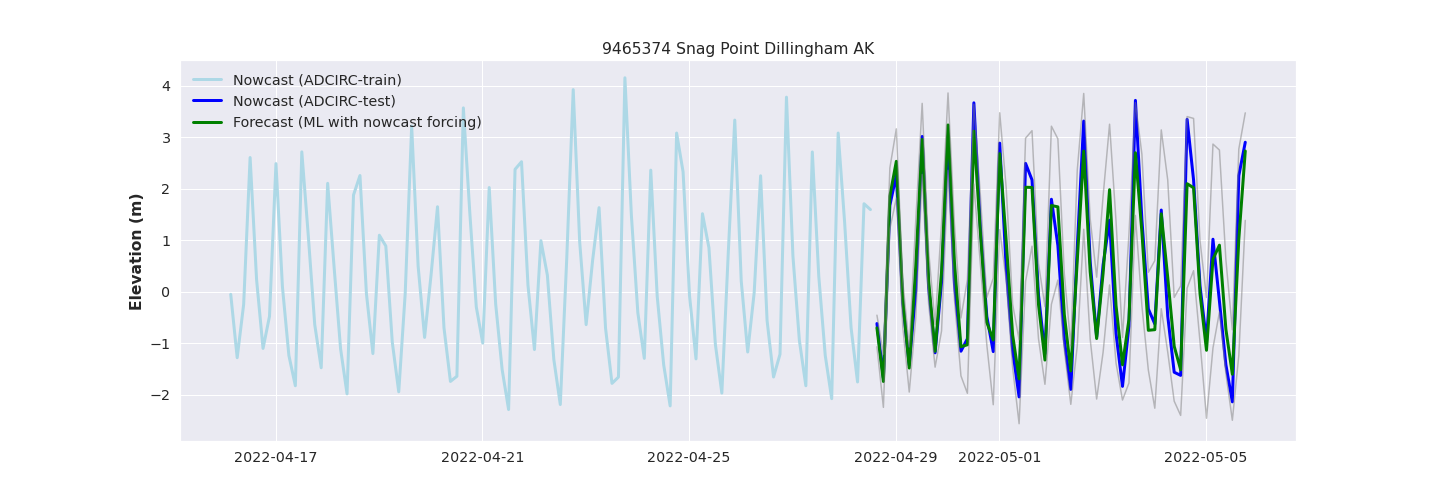 9465374 Snag Point Dillingham AK
Nowcast (ADCIRC-train)
Nowcast (ADCIRC-test)
Forecast (ML with nowcast forcing)
Elevation (m)
4
3
2
1
0
−1
−2
2022-04-17 2022-04-21 2022-04-25 2022-04-29 2022-05-01 2022-05-05